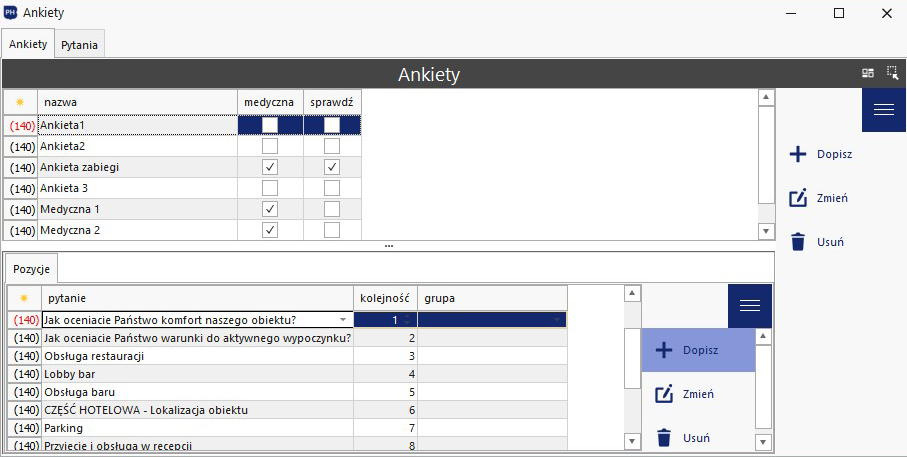 PH Ankiety
Ankiety Pytania
Ankiety
nazwa medyczna sprawdź
(140) Ankieta1
(140) Ankieta2
(140) Ankieta zabiegi
(140) Ankieta 3
(140) Medyczna 1
(140) Medyczna 2
Dopisz
Zmień
Usuń
Pozycje
pytanie kolejność grupa
(140) Jak oceniacie Państwo komfort naszego obiektu? 1
(140) Jak oceniacie Państwo warunki do aktywnego wypoczynku? 2
(140) Obsługa restauracji 3
(140) Lobby bar 4
(140) Obsługa baru 5
(140) CZĘŚĆ HOTELOWA - Lokalizacja obiektu 6
(140) Parking 7
(140) Przyjęcie i obsługa w recepcji 8
Dopisz
Zmień
Usuń